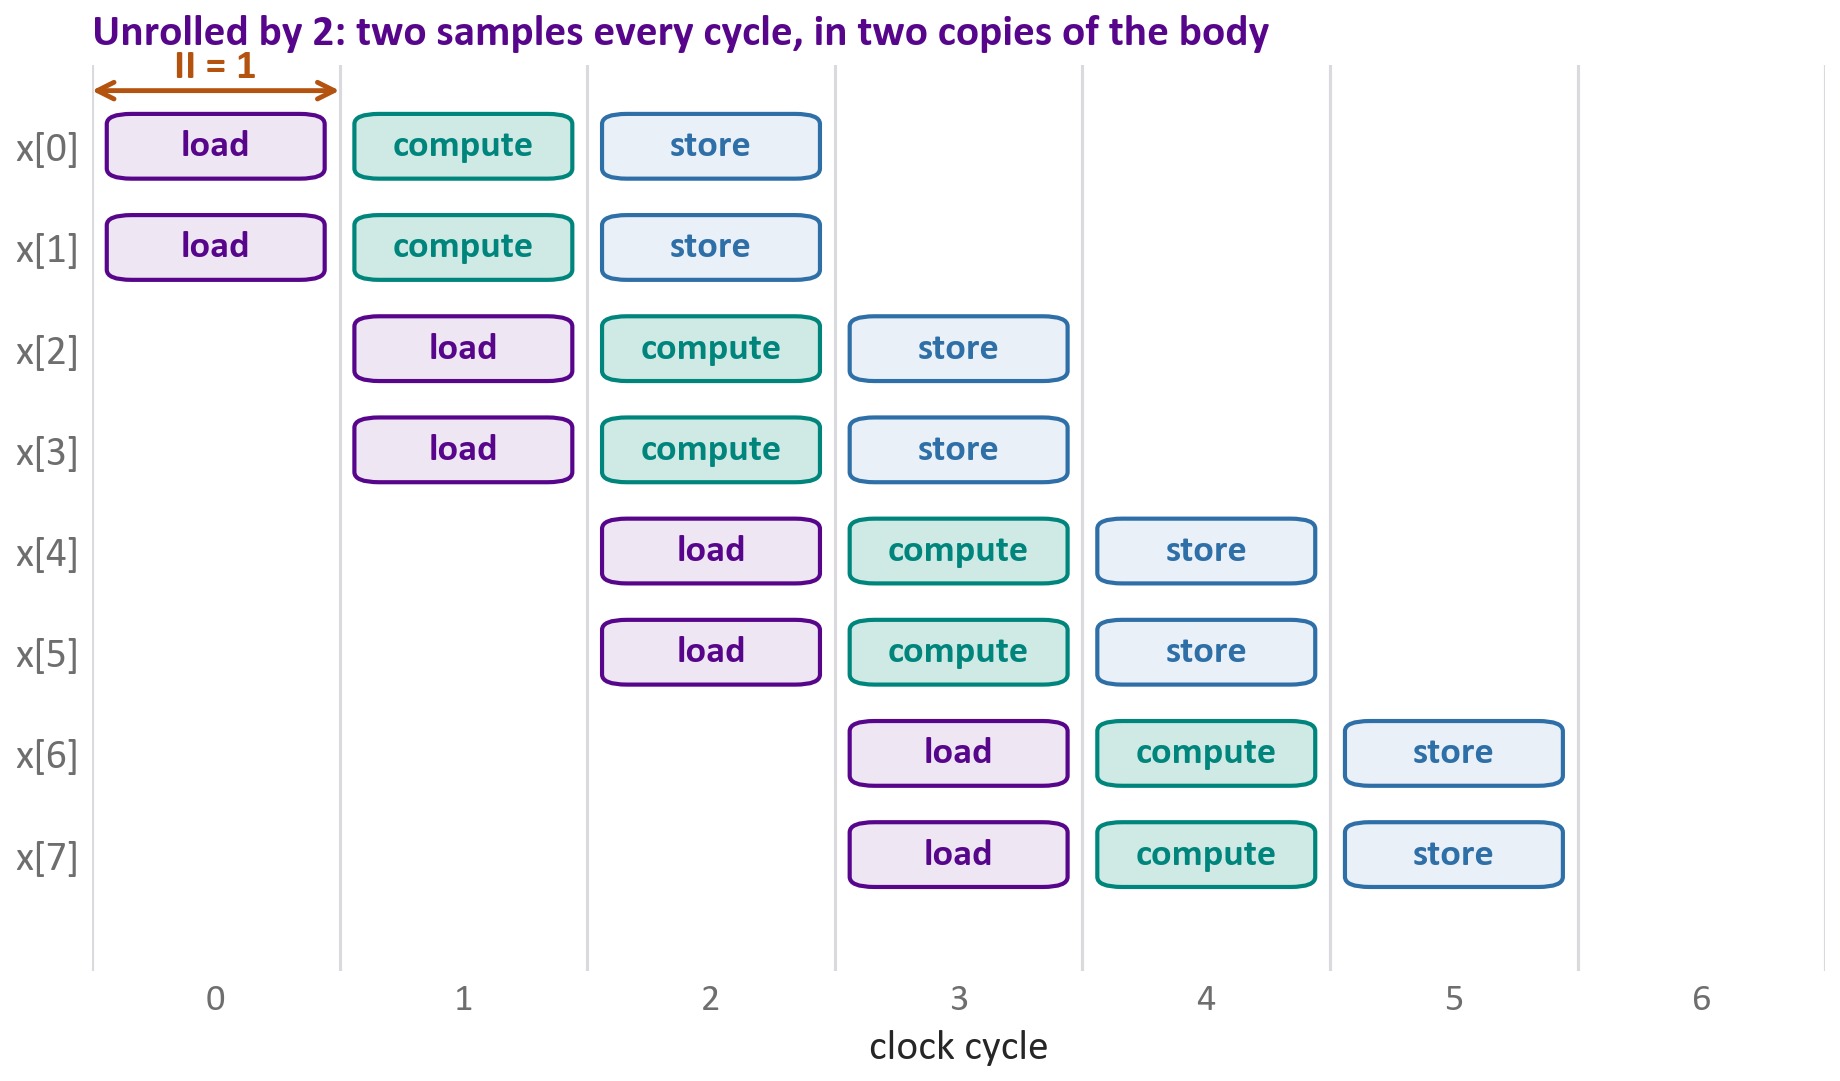 Unrolled by 2: two samples every cycle, in two copies of the body
II = 1
x[0] load compute store
x[1] load compute store
x[2] load compute store
x[3] load compute store
x[4] load compute store
x[5] load compute store
x[6] load compute store
x[7] load compute store
0 1 2 3 4 5 6
clock cycle